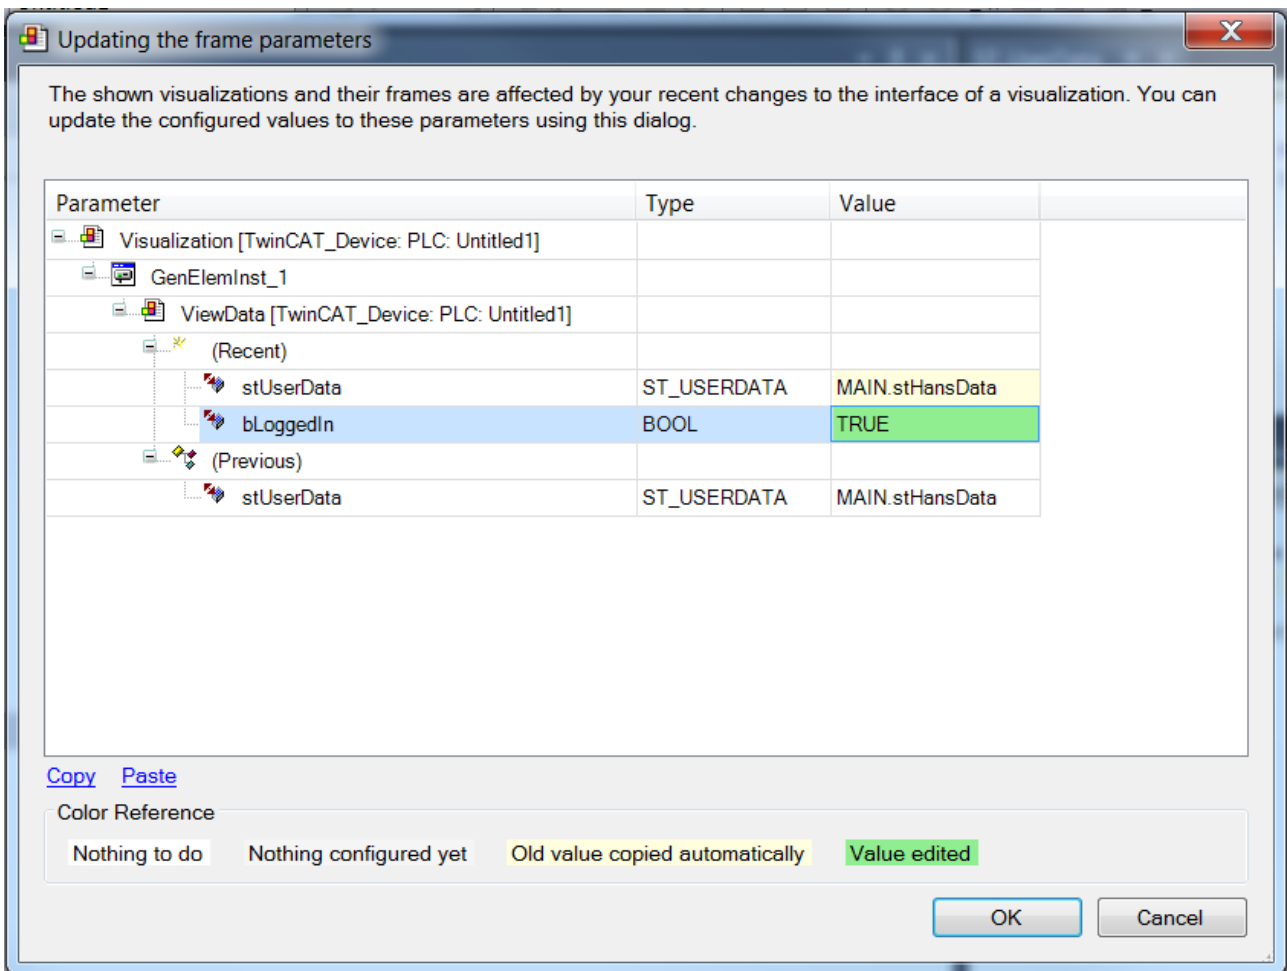 Updating the frame parameters
The shown visualizations and their frames are affected by your recent changes to the interface of a visualization. You can
update the configured values to these parameters using this dialog.
Parameter Type Value
Visualization [TwinCAT_Device: PLC: Untitled1]
GenElemInst_1
ViewData [TwinCAT_Device: PLC: Untitled1]
(Recent)
stUserData ST_USERDATA MAIN.stHansData
bLoggedIn BOOL TRUE
(Previous)
stUserData ST_USERDATA MAIN.stHansData
Copy Paste
Color Reference
Nothing to do Nothing configured yet Old value copied automatically Value edited
OK Cancel